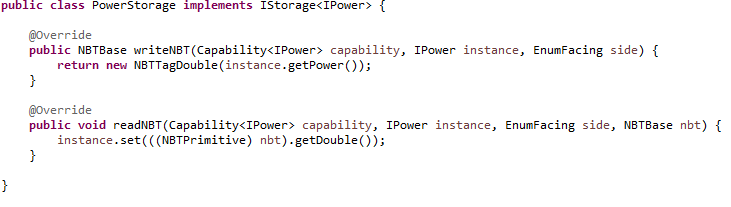 public class PowerStorage implements IStorage<IPower> {
@Override
public NBTBase writeNBT(Capability<IPower> capability, IPower instance, EnumFacing side) {
return new NBTTagDouble(instance.getPower());
}
@Override
public void readNBT(Capability<IPower> capability, IPower instance, EnumFacing side, NBTBase nbt) {
instance.set(((NBTPrimitive) nbt).getDouble());
}
}